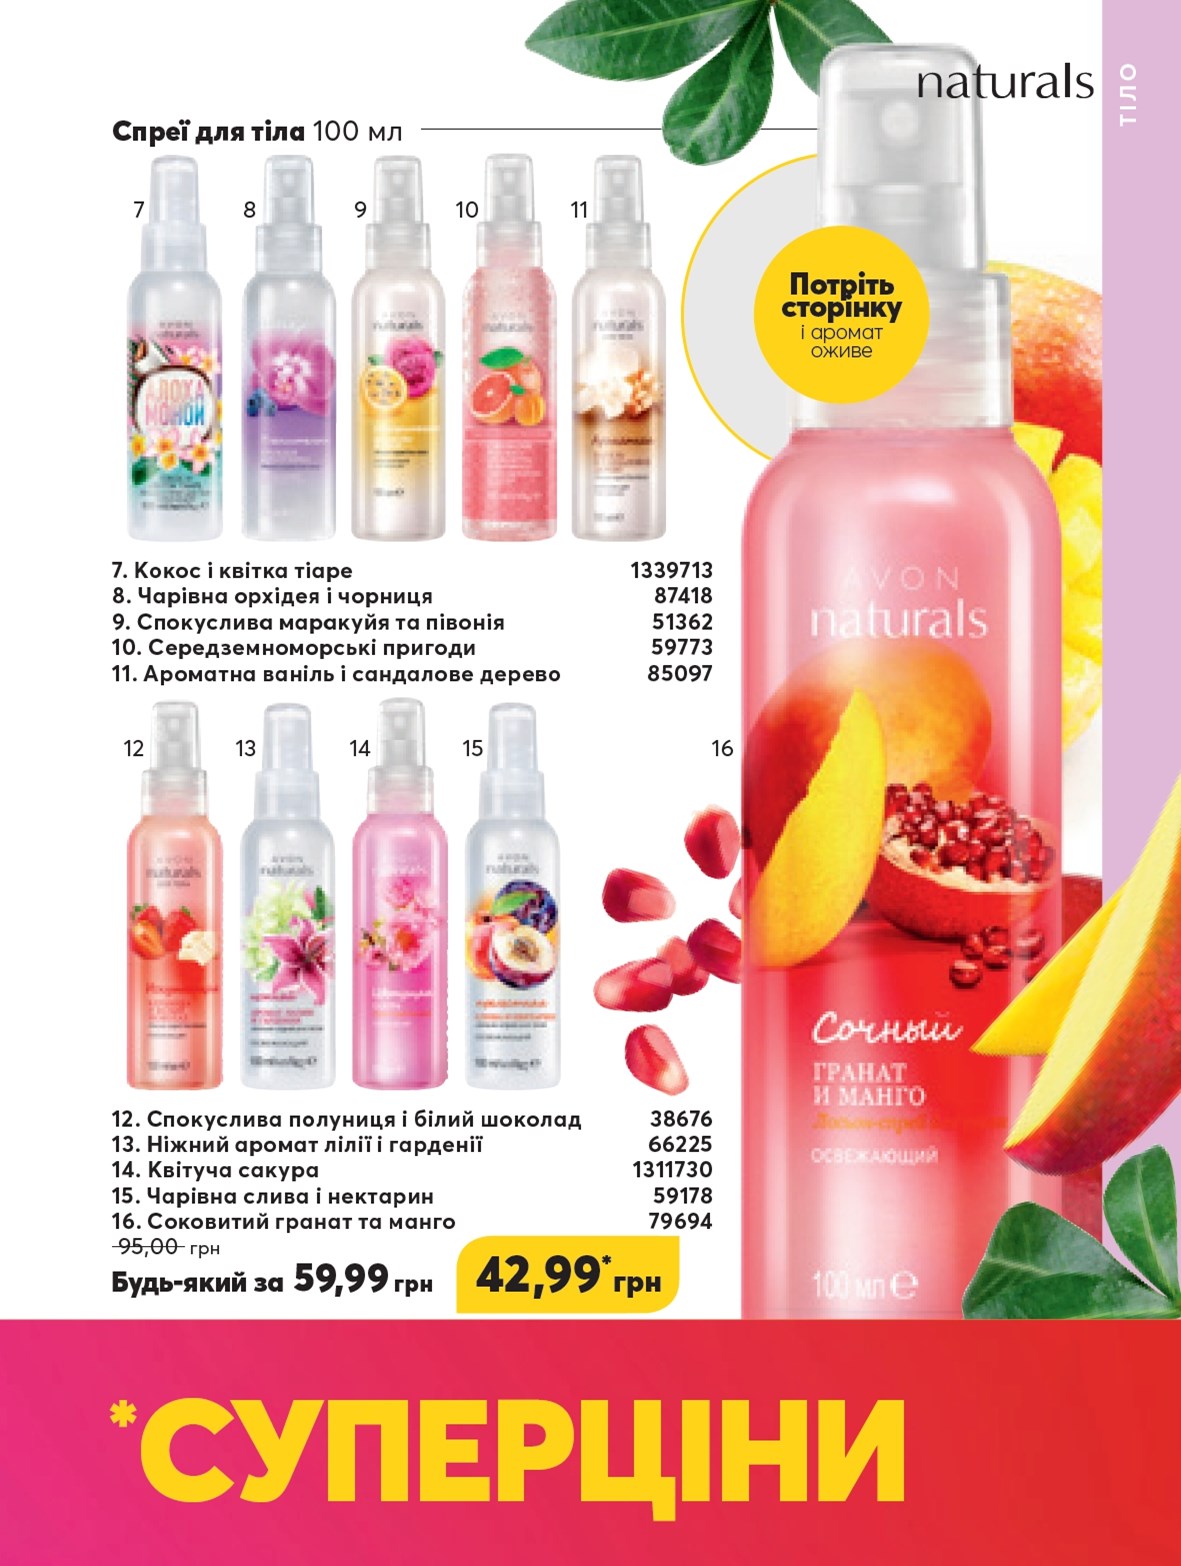 naturals
ТІЛО
Спреї для тіла 100 мл
7
8
9
10
11
Потріть
сторінку
і аромат
оживе
AVON
naturals
7. Кокос і квітка тіаре 1339713
8. Чарівна орхідея і чорниця 87418
9. Спокуслива маракуйя та півонія 51362
10. Середземноморські пригоди 59773
11. Ароматна ваніль і сандалове дерево 85097
12
13
14
15
16
Сочный
ГРАНАТ
И МАНГО
Лосьон-спрей
ОСВЕЖАЮЩИЙ
100 мл e
12. Спокуслива полуниця і білий шоколад 38676
13. Ніжний аромат лілії і гарденії 66225
14. Квітуча сакура 1311730
15. Чарівна слива і нектарин 59178
16. Соковитий гранат та манго 79694
95,00 грн
Будь-який за 59,99 грн 42,99* грн
*СУПЕРЦІНИ